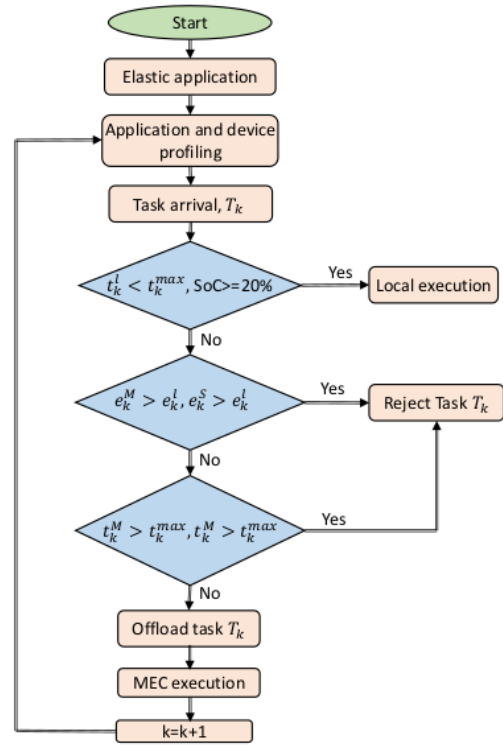 Start
Elastic application
Application and device
profiling
Task arrival, $T_k$
$t_k^l < t_k^{max}$, SoC>=20%
Yes
Local execution
No
$e_k^M > e_k^l, e_k^S > e_k^l$
Yes
Reject Task $T_k$
No
$t_k^M > t_k^{max}, t_k^M > t_k^{max}$
Yes
No
Offload task $T_k$
MEC execution
k=k+1